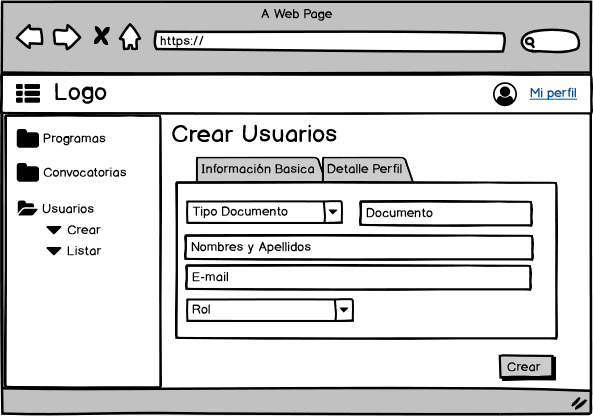 A Web Page
https://
Logo
Mi perfil
Programas
Convocatorias
Usuarios
Crear
Listar
Crear Usuarios
Información Basica
Detalle Perfil
Tipo Documento
Documento
Nombres y Apellidos
E-mail
Rol
Crear